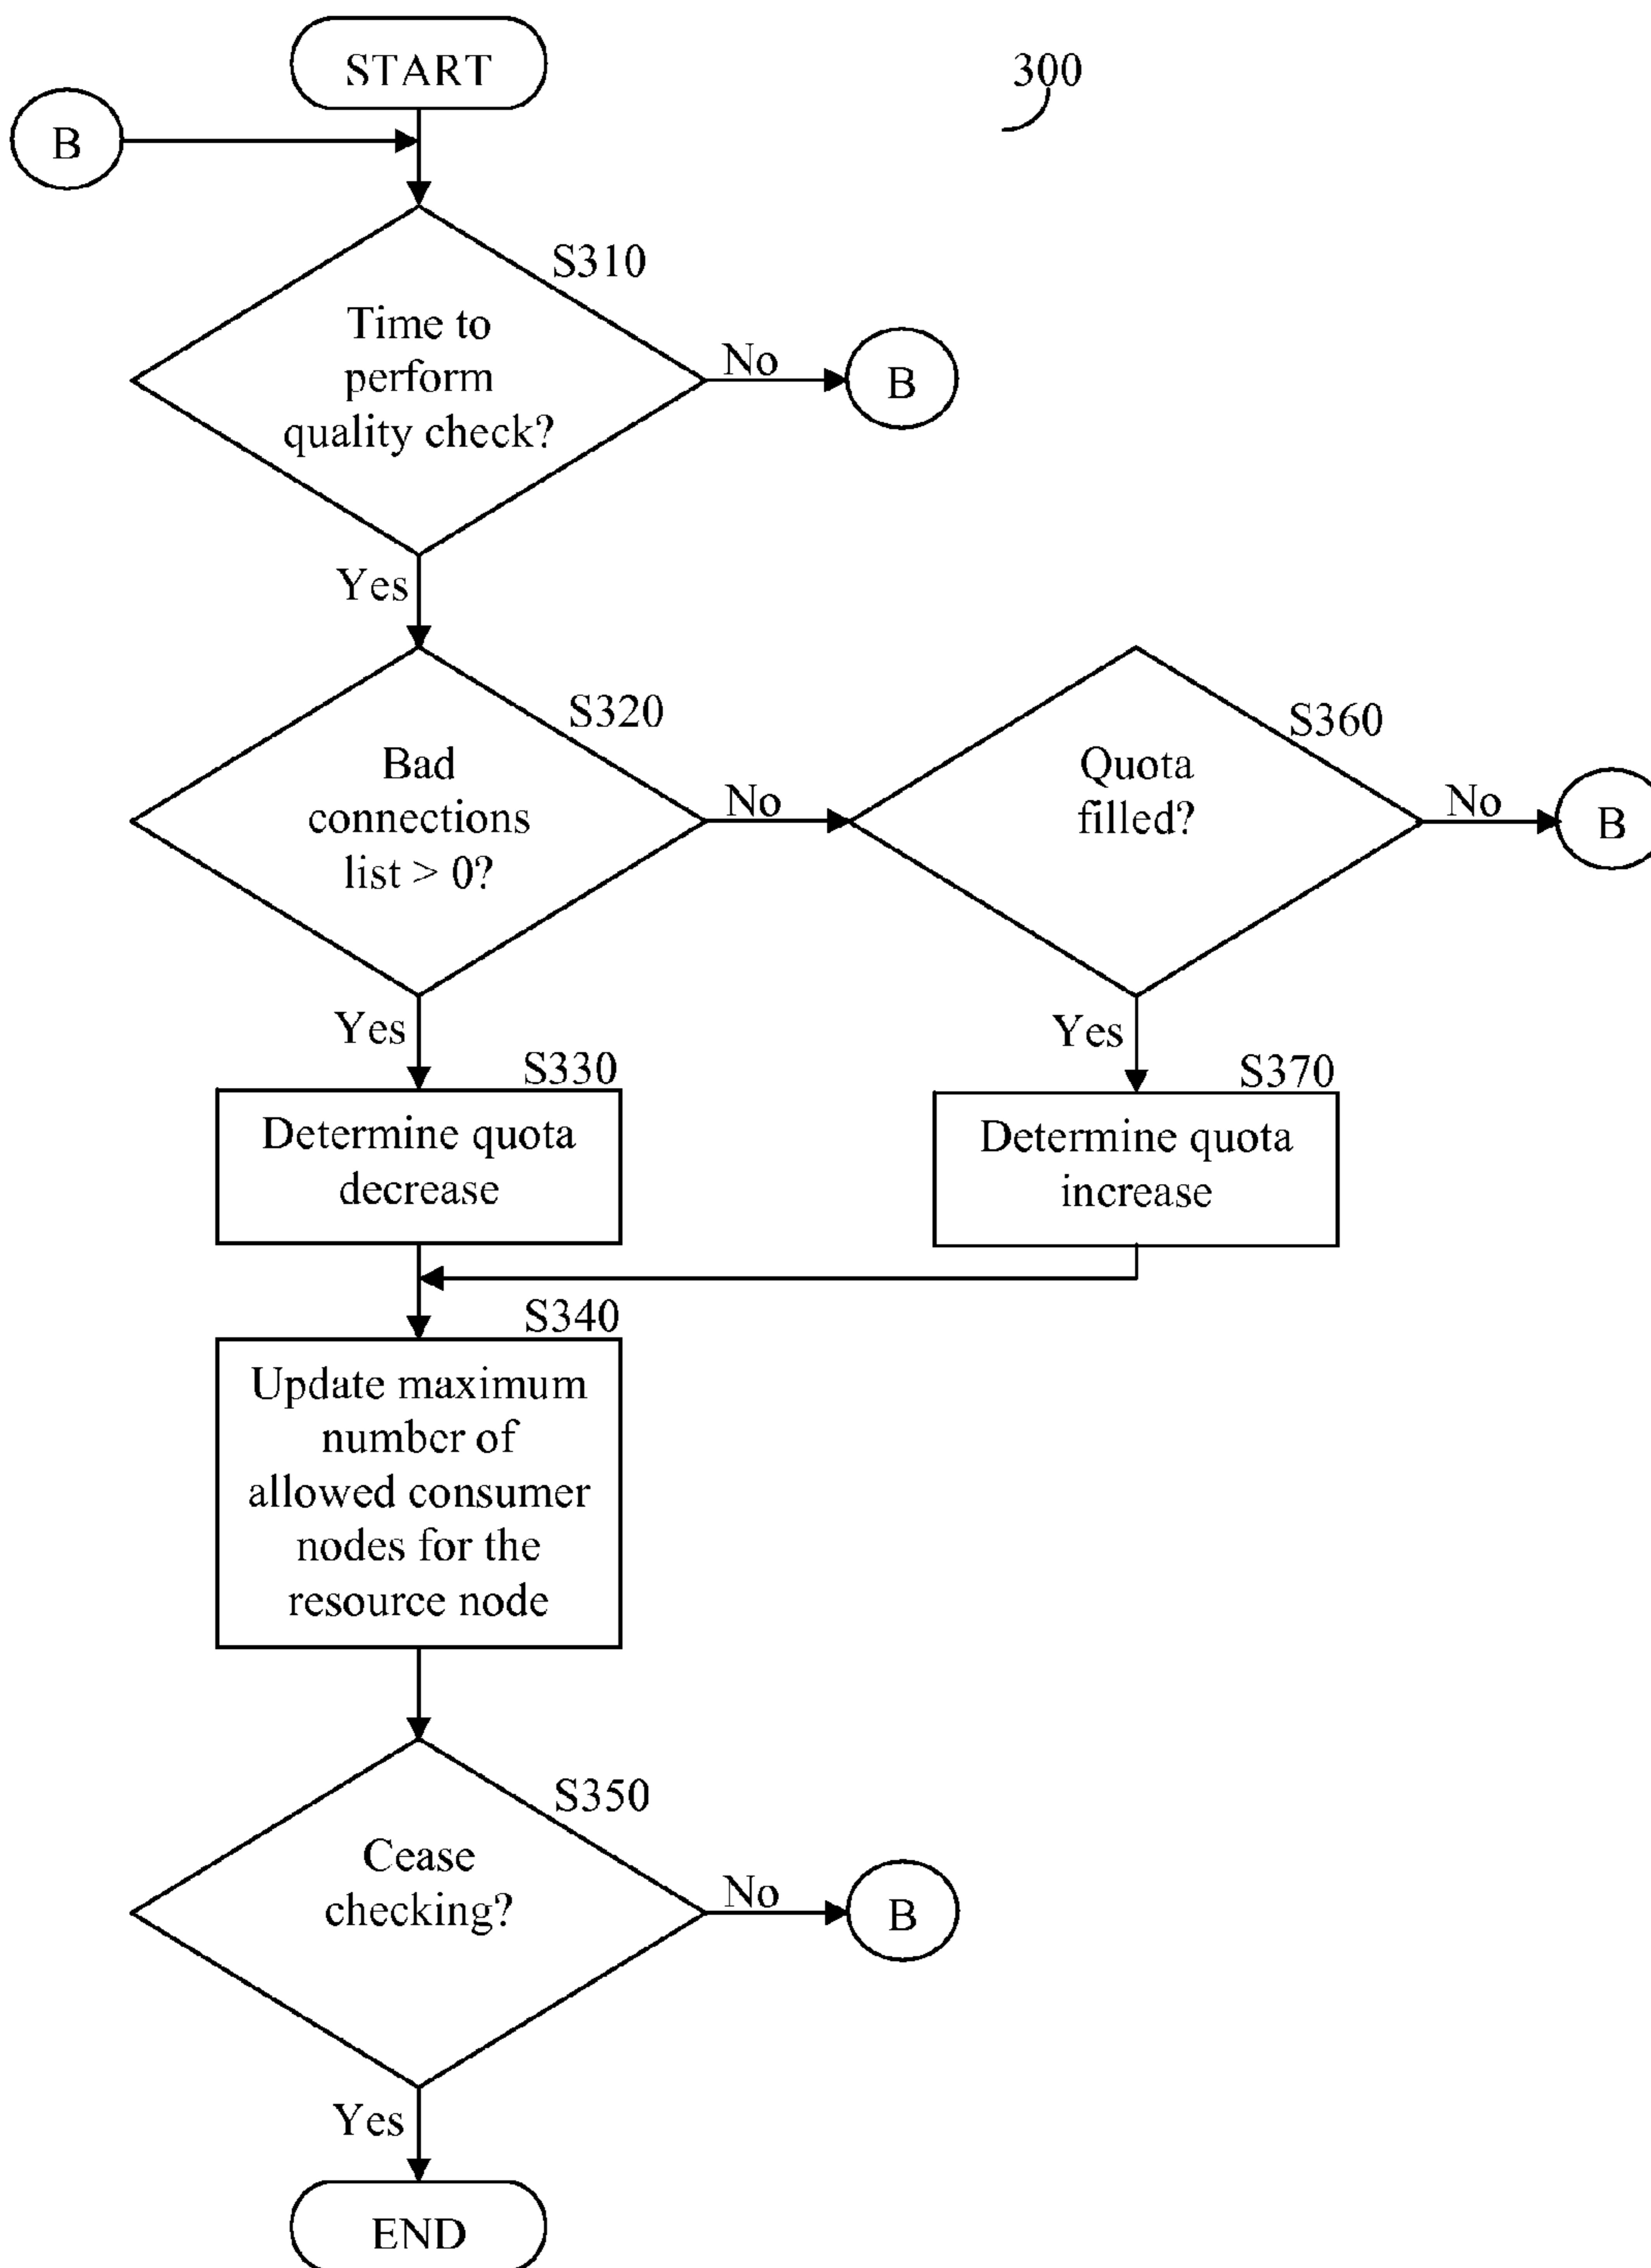 START
300
B
S310
Time to
perform
quality check?
No
B
Yes
S320
Bad
connections
list > 0?
No
S360
Quota
filled?
No
B
Yes
Yes
S330
Determine quota
decrease
S370
Determine quota
increase
S340
Update maximum
number of
allowed consumer
nodes for the
resource node
S350
Cease
checking?
No
B
Yes
END